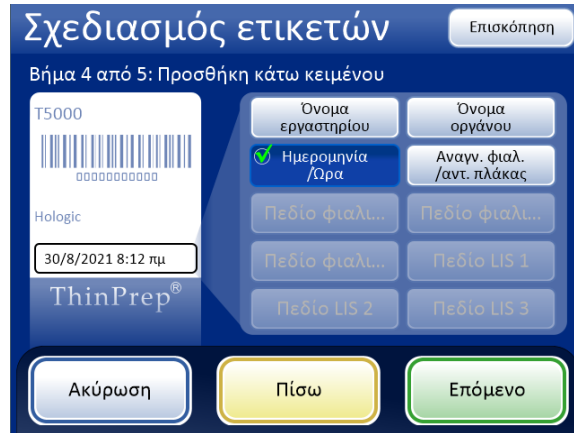 Σχεδιασμός ετικετών
Επισκόπηση
Βήμα 4 από 5: Προσθήκη κάτω κειμένου
T5000
00000000000
Hologic
30/8/2021 8:12 πμ
ThinPrep®
Όνομα
εργαστηρίου
Όνομα
οργάνου
Ημερομηνία
/Ώρα
Αναγν. φιαλ.
/αντ. πλάκας
Πεδίο φιαλι...
Πεδίο φιαλι...
Πεδίο φιαλι...
Πεδίο LIS 1
Πεδίο LIS 2
Πεδίο LIS 3
Ακύρωση
Πίσω
Επόμενο